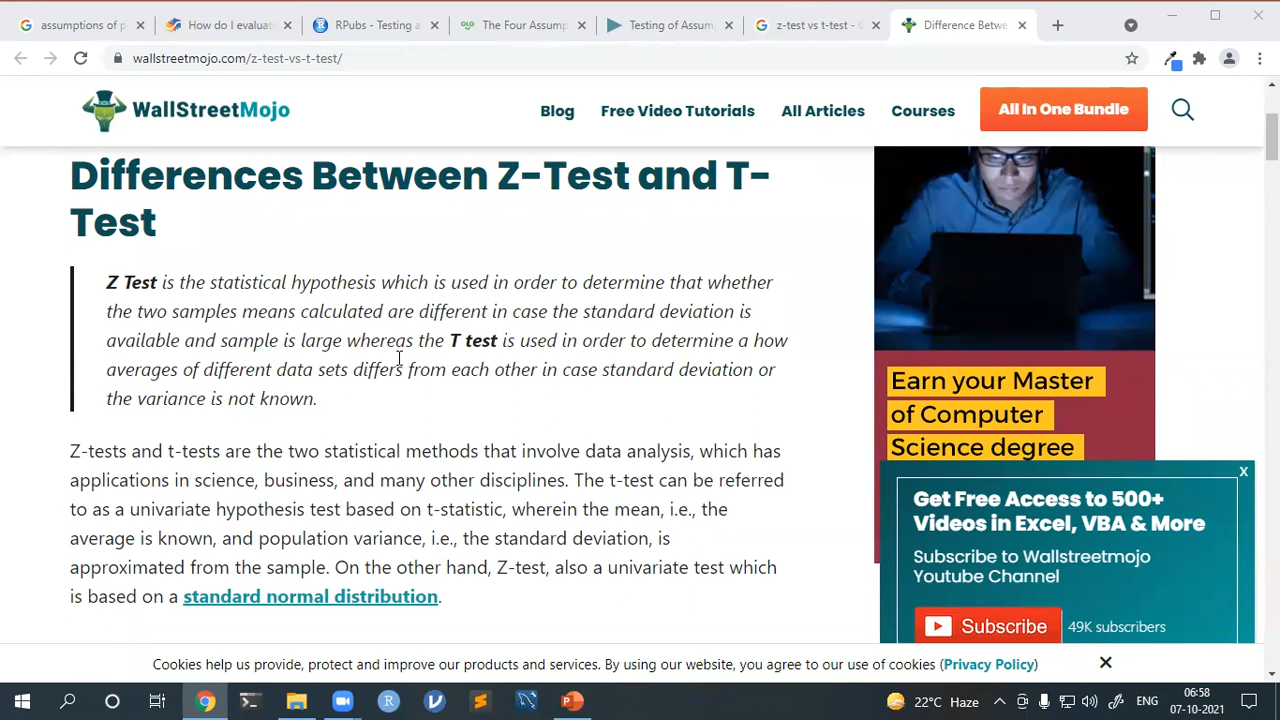 assumptions of p
How do I evalua
RPubs - Testing a
The Four Assump
Testing of Assum
z-test vs t-test - G
Difference Betwe
wallstreetmojo.com/z-test-vs-t-test/
WallStreetMojo
Blog
Free Video Tutorials
All Articles
Courses
All In One Bundle
Differences Between Z-Test and T-
Test
Z Test is the statistical hypothesis which is used in order to determine that whether
the two samples means calculated are different in case the standard deviation is
available and sample is large whereas the T test is used in order to determine a how
averages of different data sets differs from each other in case standard deviation or
the variance is not known.
Z-tests and t-tests are the two statistical methods that involve data analysis, which has
applications in science, business, and many other disciplines. The t-test can be referred
to as a univariate hypothesis test based on t-statistic, wherein the mean, i.e., the
average is known, and population variance, i.e., the standard deviation, is
approximated from the sample. On the other hand, Z-test, also a univariate test which
is based on a standard normal distribution.
Earn your Master
of Computer
Science degree
X
Get Free Access to 500+
Videos in Excel, VBA & More
Subscribe to Wallstreetmojo
Youtube Channel
Subscribe
49K subscribers
Cookies help us provide, protect and improve our products and services. By using our website, you agree to our use of cookies (Privacy Policy)
22°C Haze
ENG
06:58
07-10-2021